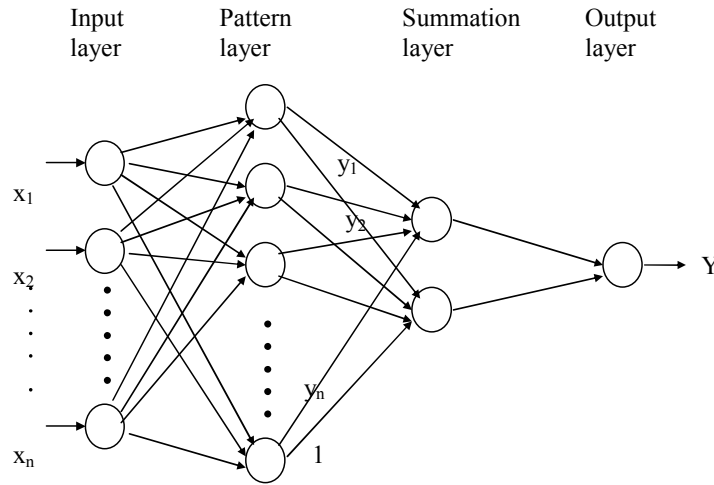 Input layer
Pattern layer
Summation layer
Output layer
y₁
x₁
y₂
x₂
Y
yₙ
xₙ
1